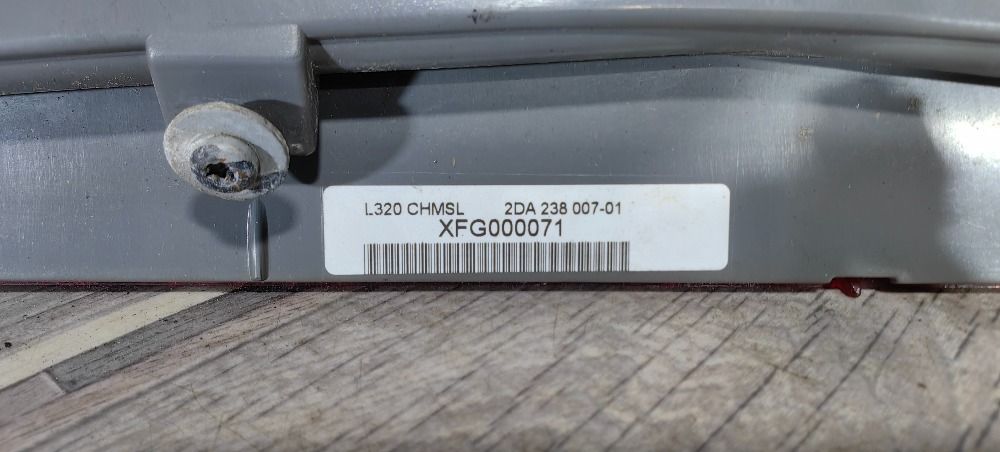 L320 CHMSL 2DA 238 007-01
XFG000071